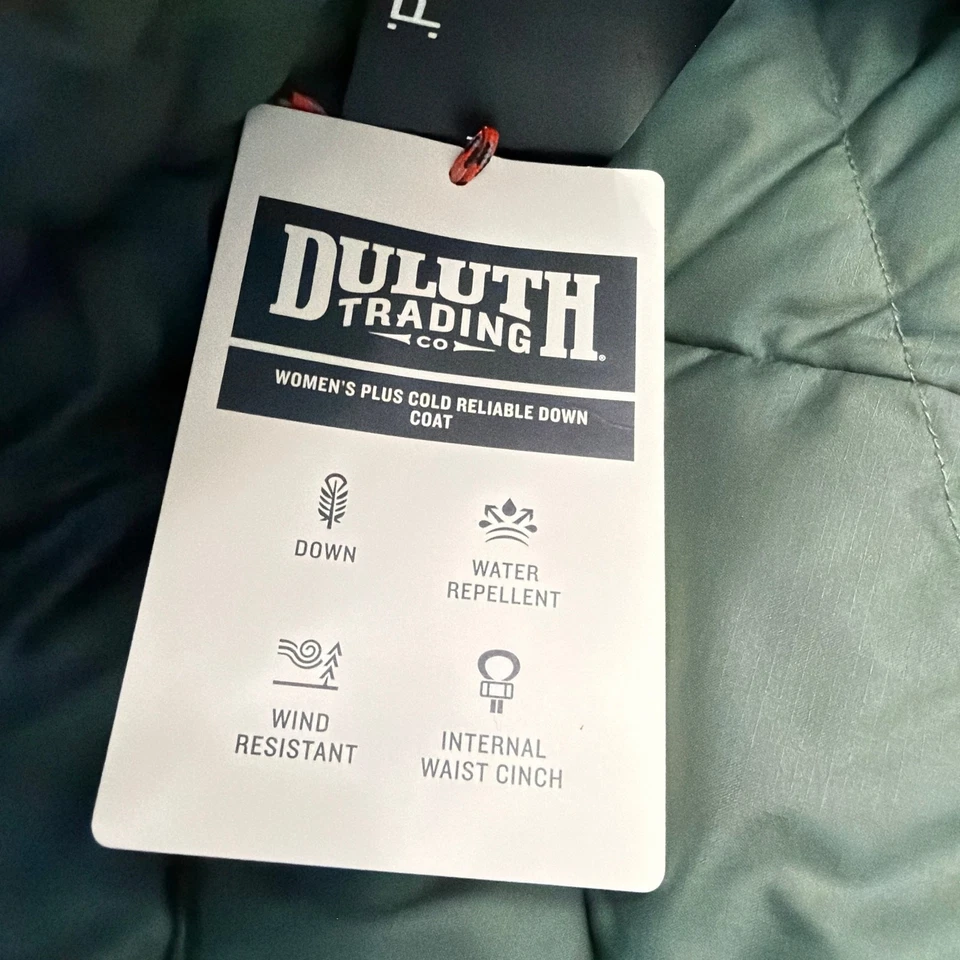 DULUTH
TRADING
CO
WOMEN'S PLUS COLD RELIABLE DOWN
COAT
DOWN
WATER
REPELLENT
WIND
RESISTANT
INTERNAL
WAIST CINCH